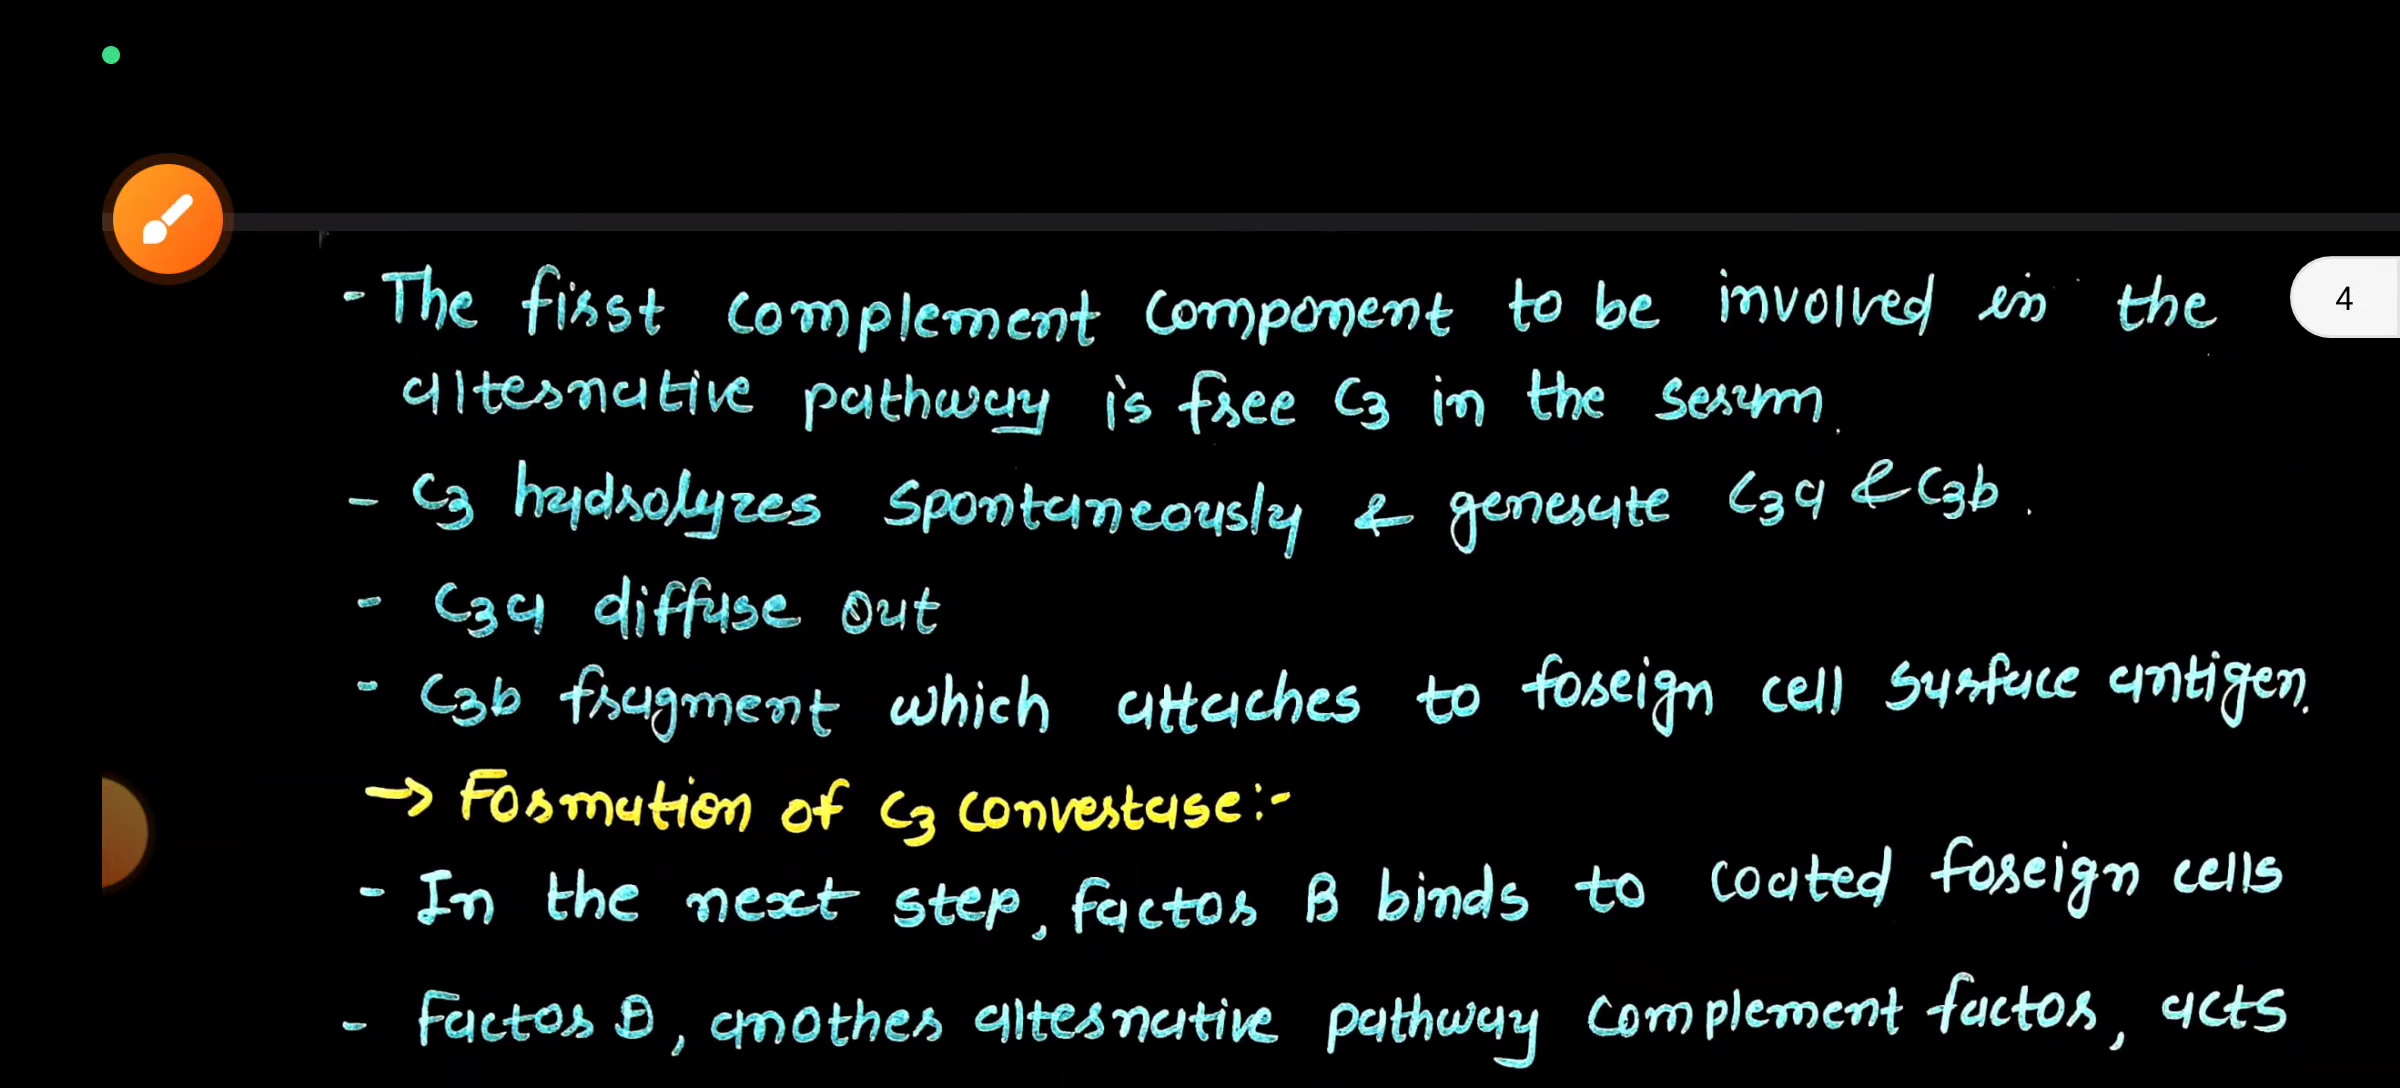 - The first complement component to be involved in the
4
alternative pathway is free C3 in the serum.
- C3 hydrolyzes spontaneously & generate C3a & C3b.
- C3a diffuse out
- C3b fragment which attaches to foreign cell surface antigen.
→ Formation of C3 convertase:-
- In the next step, factor B binds to coated foreign cells
- Factor D, another alternative pathway complement factor, acts